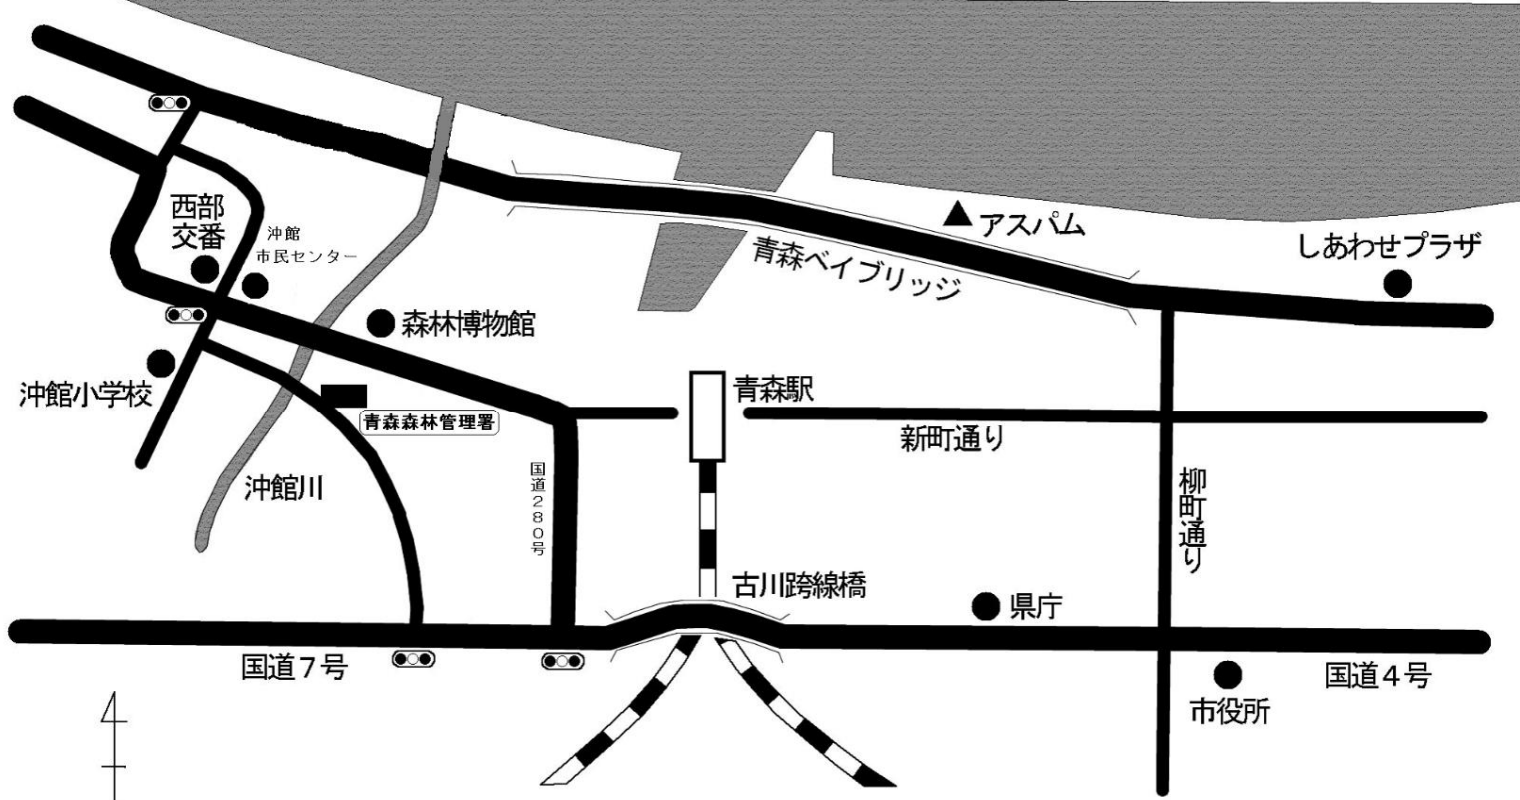 西部
交番
沖館
市民センター
アスパム
しあわせプラザ
青森ベイブリッジ
森林博物館
沖館小学校
青森森林管理署
青森駅
新町通り
沖館川
国道280号
柳町通り
古川跨線橋
県庁
国道７号
国道４号
市役所